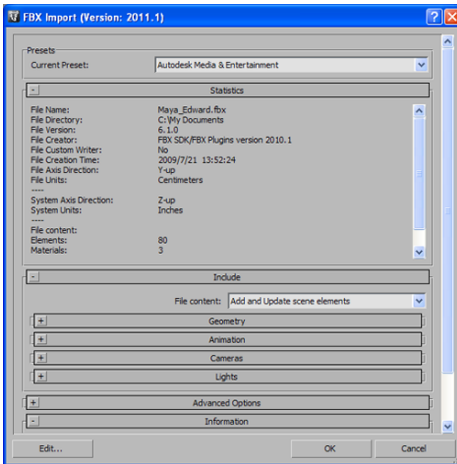 FBX Import (Version: 2011.1)
Presets
Current Preset: Autodesk Media & Entertainment
- Statistics
File Name: Maya_Edward.fbx
File Directory: C:\My Documents
File Version: 6.1.0
File Creator: FBX SDK/FBX Plugins version 2010.1
File Custom Writer: No
File Creation Time: 2009/7/21 13:52:24
File Axis Direction: Y-up
File Units: Centimeters
----
System Axis Direction: Z-up
System Units: Inches
----
File content:
Elements: 80
Materials: 3
- Include
File content: Add and Update scene elements
+ Geometry
+ Animation
+ Cameras
+ Lights
+ Advanced Options
- Information
Edit... OK Cancel